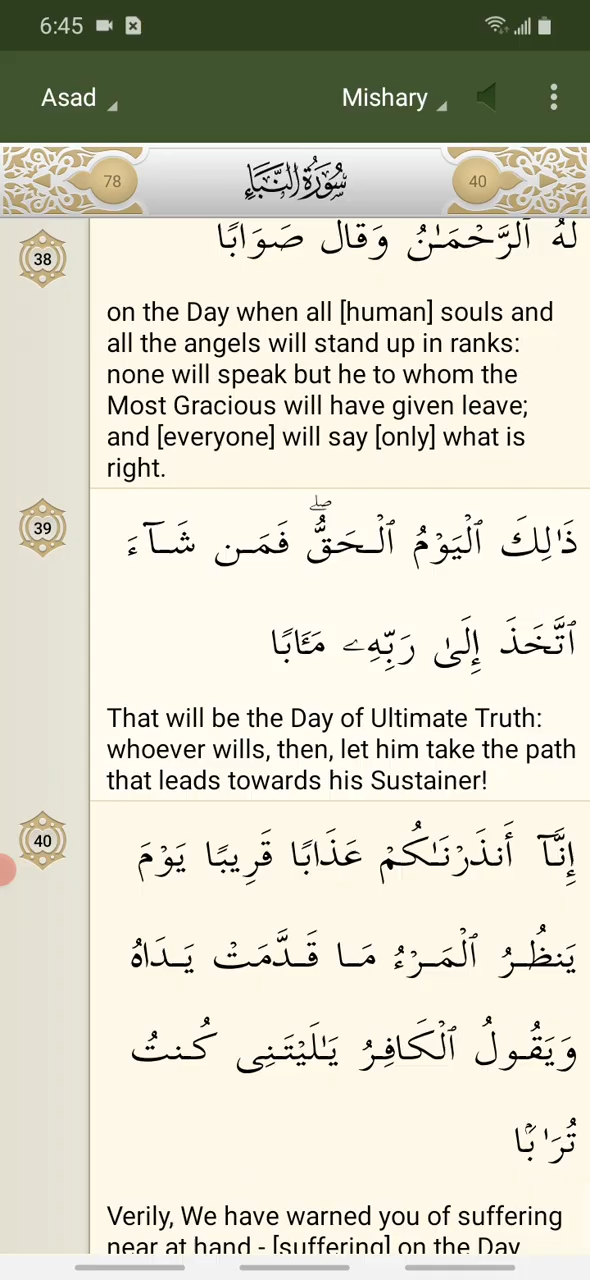 6:45
Asad
Mishary
78
سُورَةُ النَّبَإِ
40
38
لَهُ ٱلرَّحْمَـٰنُ وَقَالَ صَوَابًا
on the Day when all [human] souls and
all the angels will stand up in ranks:
none will speak but he to whom the
Most Gracious will have given leave;
and [everyone] will say [only] what is
right.
39
ذَٰلِكَ ٱلْيَوْمُ ٱلْحَقُّ ۖ فَمَن شَآءَ
ٱتَّخَذَ إِلَىٰ رَبِّهِۦ مَـَٔابًا
That will be the Day of Ultimate Truth:
whoever wills, then, let him take the path
that leads towards his Sustainer!
40
إِنَّآ أَنذَرْنَـٰكُمْ عَذَابًا قَرِيبًا يَوْمَ
يَنظُرُ ٱلْمَرْءُ مَا قَدَّمَتْ يَدَاهُ
وَيَقُولُ ٱلْكَافِرُ يَـٰلَيْتَنِى كُنتُ
تُرَٰبًۢا
Verily, We have warned you of suffering
near at hand - [suffering] on the Day